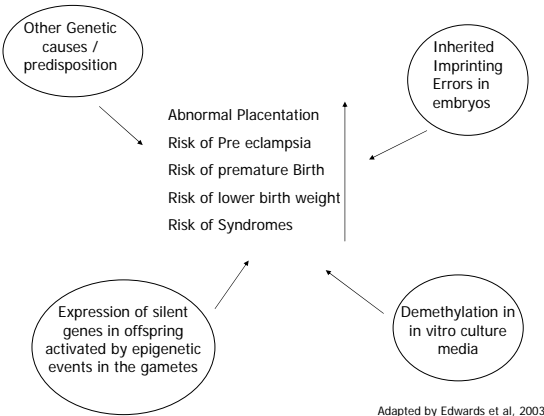 Other Genetic
causes /
predisposition
Inherited
Imprinting
Errors in
embryos
Abnormal Placentation
Risk of Pre eclampsia
Risk of premature Birth
Risk of lower birth weight
Risk of Syndromes
Expression of silent
genes in offspring
activated by epigenetic
events in the gametes
Demethylation in
in vitro culture
media
Adapted by Edwards et al, 2003